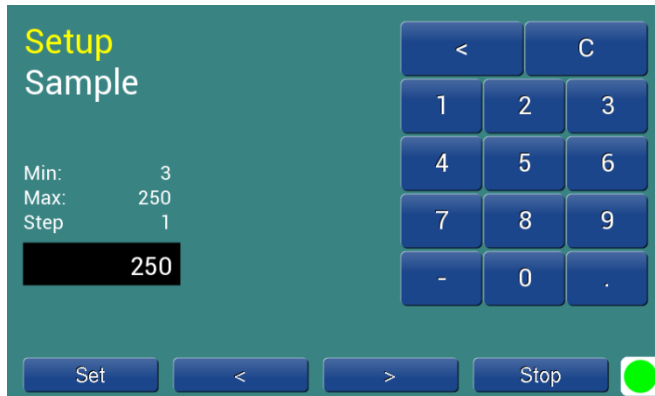 Setup
Sample
Min: 3
Max: 250
Step 1
250
< C
1 2 3
4 5 6
7 8 9
- 0 .
Set < > Stop